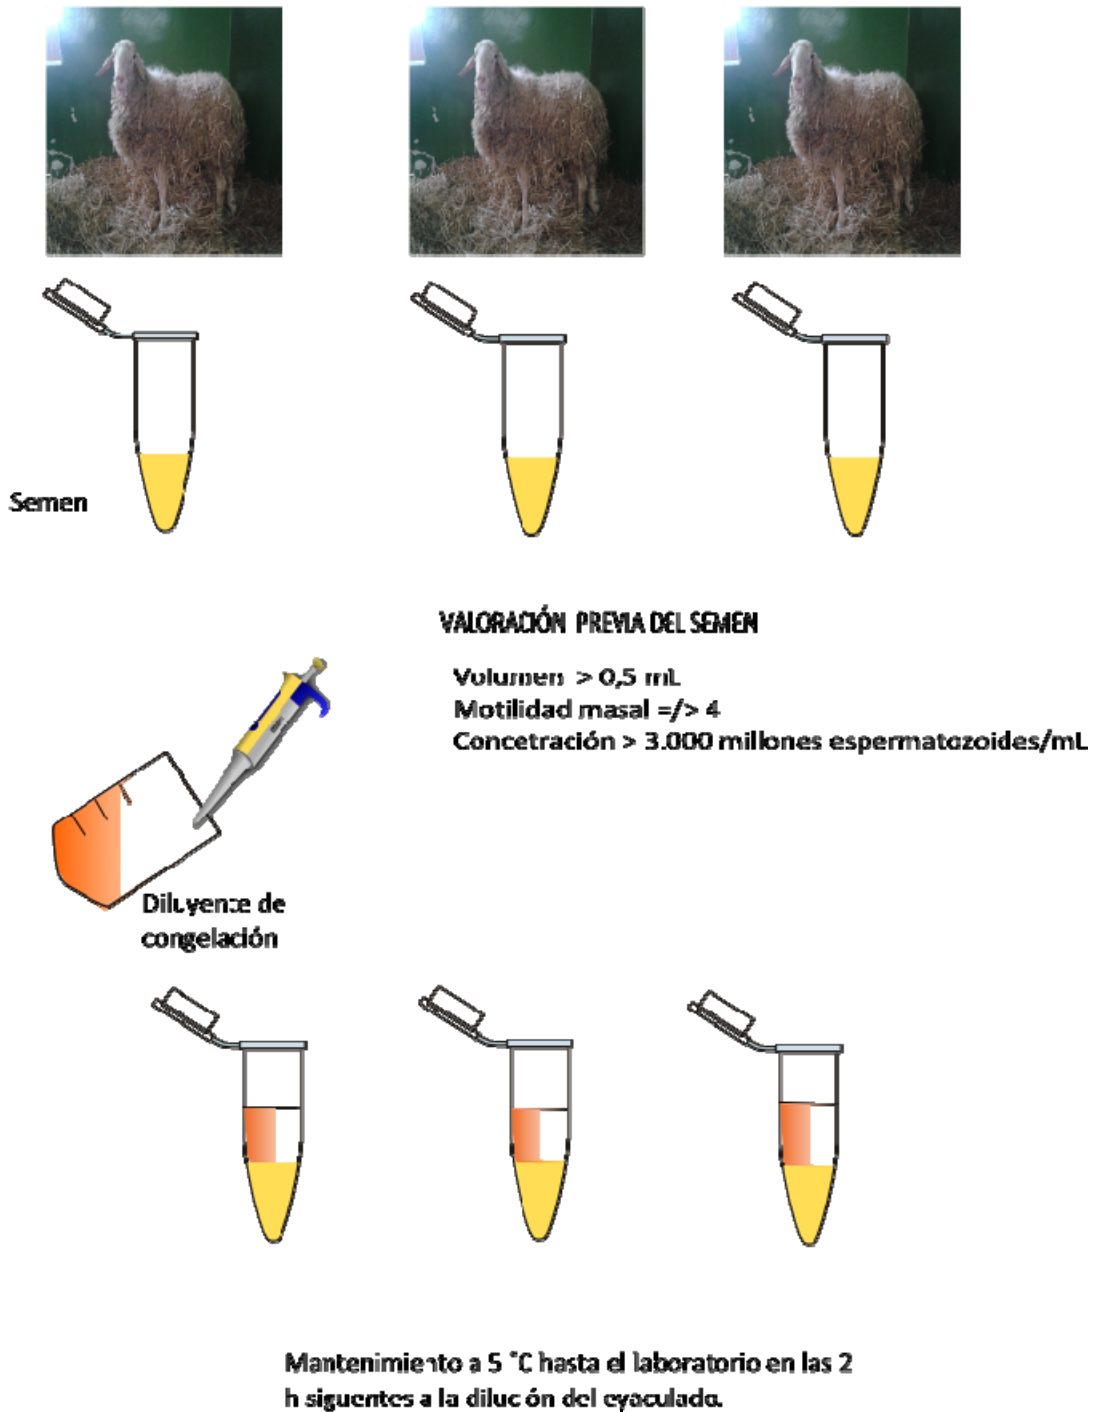 Semen
VALORACIÓN PREVIA DEL SEMEN
Volumen > 0,5 mL
Motilidad masal =/> 4
Concetración > 3.000 millones espermatozoides/mL
Diluyente de
congelación
Mantenimiento a 5 °C hasta el laboratorio en las 2
h siguentes a la dilución del eyaculado.